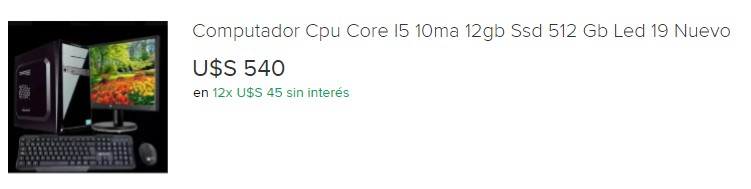 Computador Cpu Core I5 10ma 12gb Ssd 512 Gb Led 19 Nuevo
U$S 540
en 12x U$S 45 sin interés